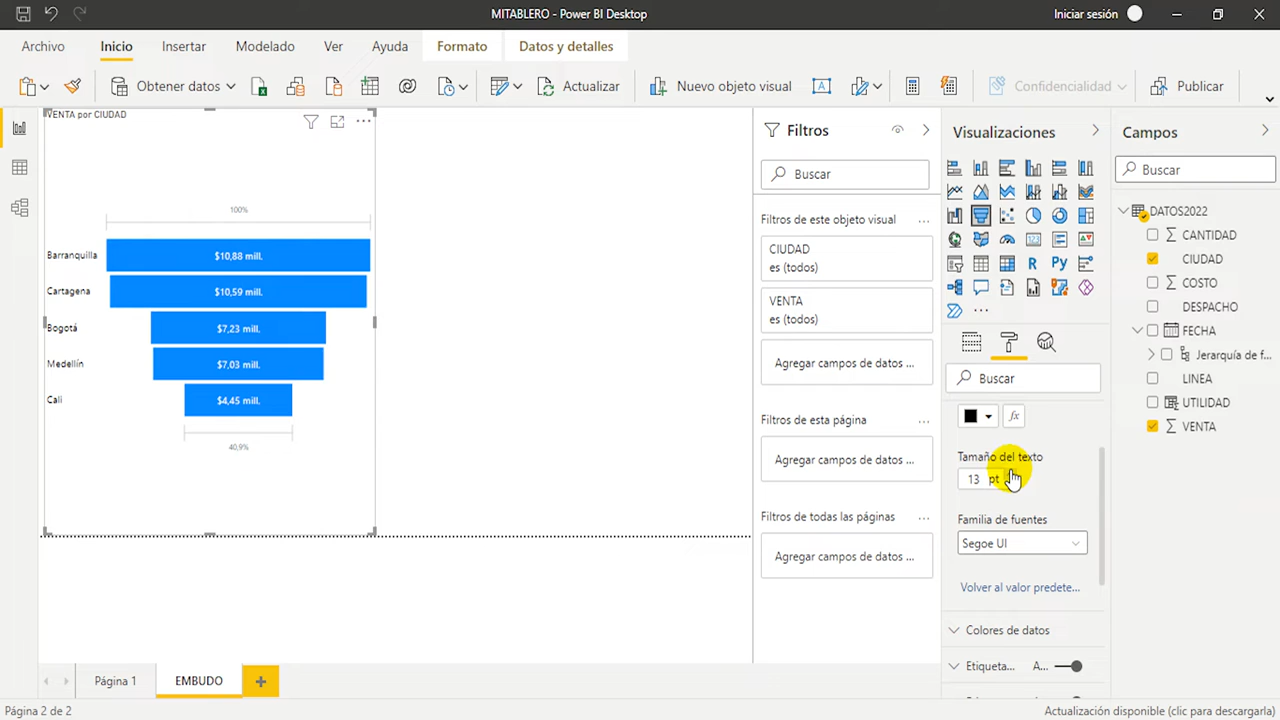 MITABLERO - Power BI Desktop
Iniciar sesión
Archivo
Inicio
Insertar
Modelado
Ver
Ayuda
Formato
Datos y detalles
Obtener datos
Actualizar
Nuevo objeto visual
Confidencialidad
Publicar
VENTA por CIUDAD
100%
Barranquilla $10,88 mill.
Cartagena $10,59 mill.
Bogotá $7,23 mill.
Medellín $7,03 mill.
Cali $4,45 mill.
40,9%
Filtros
Buscar
Filtros de este objeto visual ...
CIUDAD
es (todos)
VENTA
es (todos)
Agregar campos de datos ...
Filtros de esta página ...
Agregar campos de datos ...
Filtros de todas las páginas ...
Agregar campos de datos ...
Visualizaciones
R
Py
Buscar
fx
Tamaño del texto
13 pt
Familia de fuentes
Segoe UI
Volver al valor predete...
Colores de datos
Etiqueta... A...
Campos
Buscar
DATOS2022
CANTIDAD
CIUDAD
COSTO
DESPACHO
FECHA
Jerarquía de f...
LINEA
UTILIDAD
VENTA
Página 1
EMBUDO
Página 2 de 2
Actualización disponible (clic para descargarla)